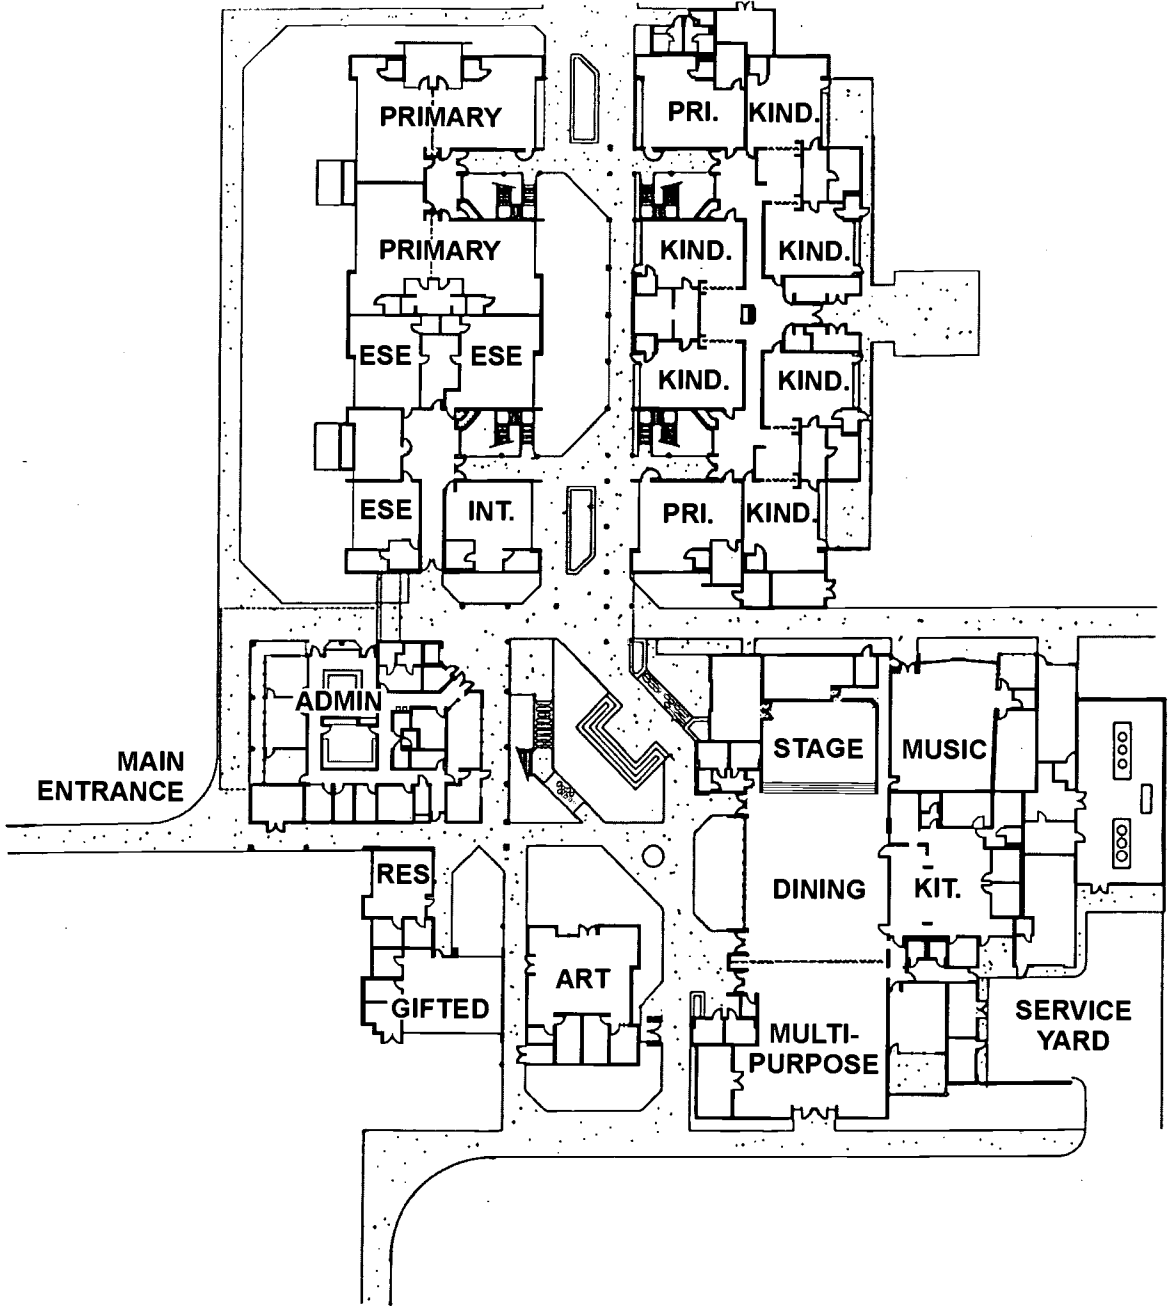 PRIMARY
PRI.
KIND.
PRIMARY
KIND.
KIND.
ESE
ESE
KIND.
KIND.
ESE
INT.
PRI.
KIND.
ADMIN
STAGE
MUSIC
MAIN
ENTRANCE
RES
DINING
KIT.
ART
GIFTED
MULTI-
PURPOSE
SERVICE
YARD